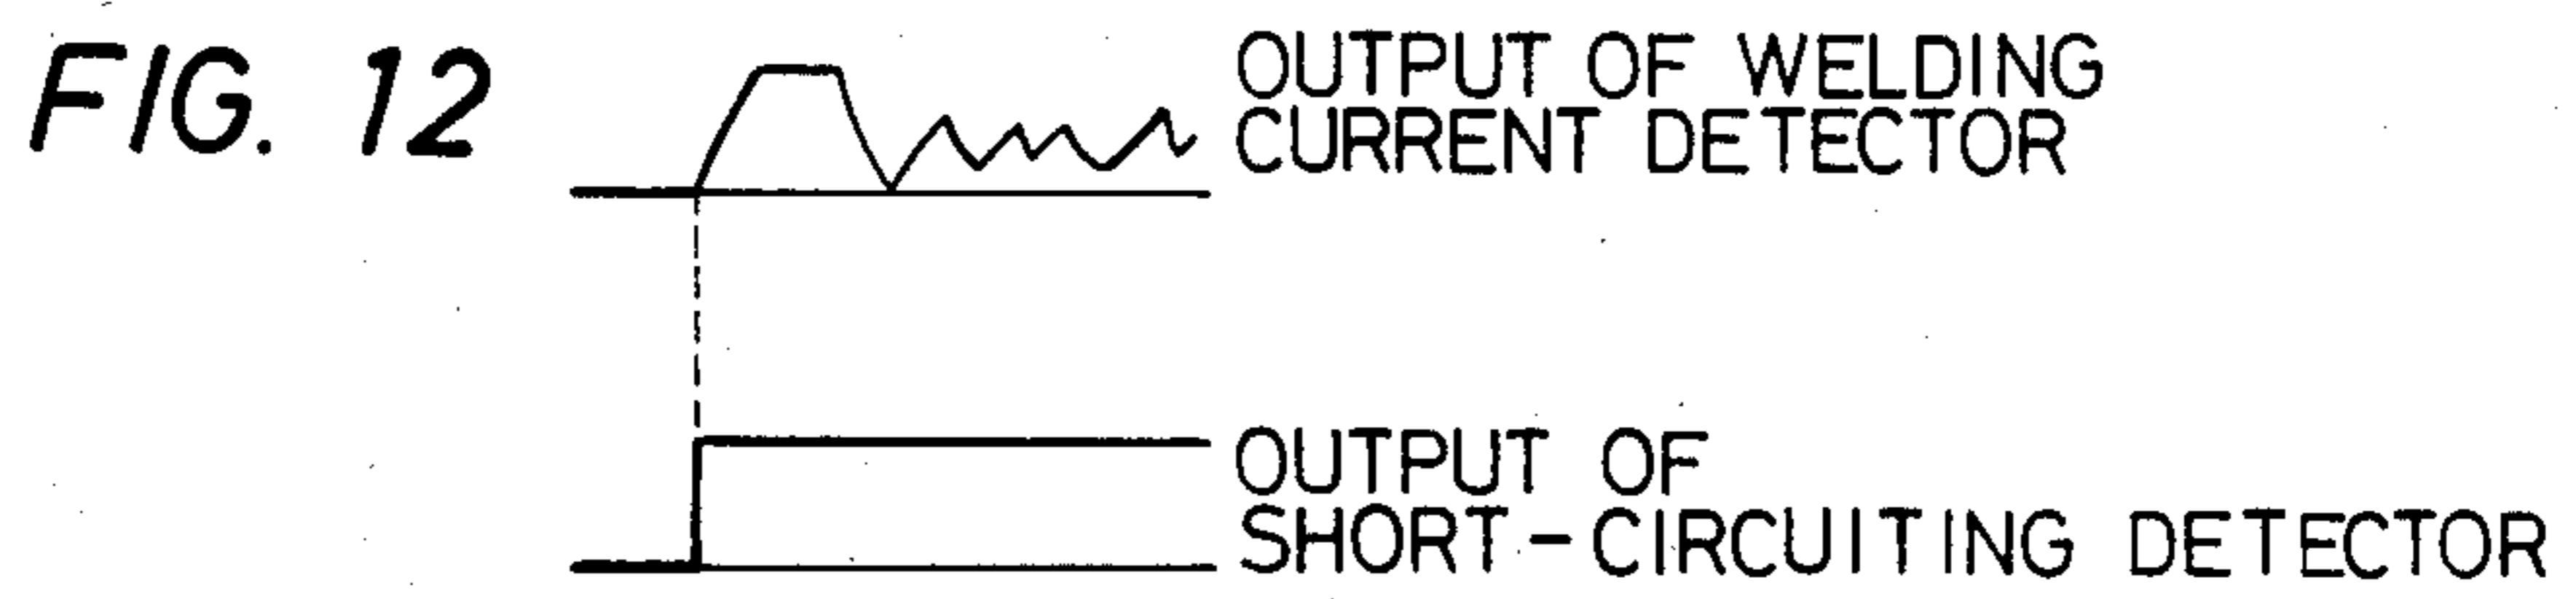 FIG. 12
OUTPUT OF WELDING
CURRENT DETECTOR
OUTPUT OF
SHORT-CIRCUITING DETECTOR